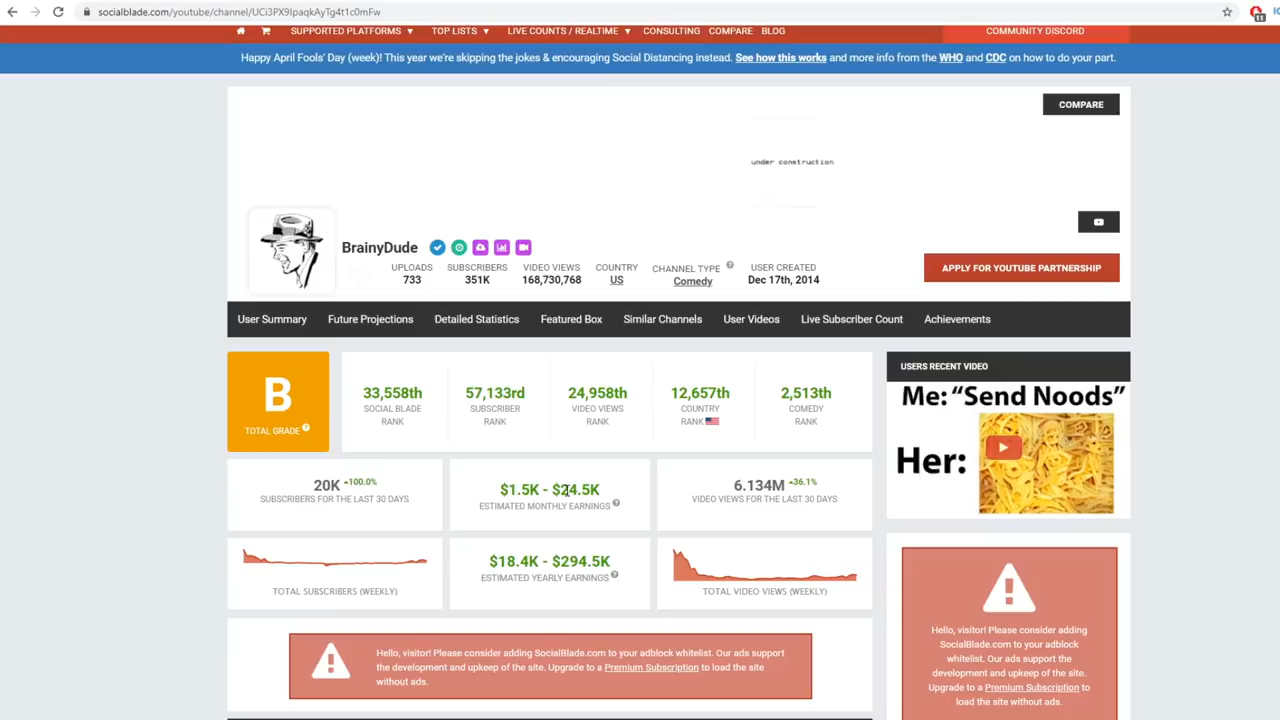 socialblade.com/youtube/channel/UCi3PX9IpaqkAyTg4t1c0mFw
SUPPORTED PLATFORMS TOP LISTS LIVE COUNTS / REALTIME CONSULTING COMPARE BLOG COMMUNITY DISCORD
Happy April Fools' Day (week)! This year we're skipping the jokes & encouraging Social Distancing instead. See how this works and more info from the WHO and CDC on how to do your part.
COMPARE
under construction
BrainyDude
UPLOADS SUBSCRIBERS VIDEO VIEWS COUNTRY CHANNEL TYPE USER CREATED
733 351K 168,730,768 US Comedy Dec 17th, 2014
APPLY FOR YOUTUBE PARTNERSHIP
User Summary Future Projections Detailed Statistics Featured Box Similar Channels User Videos Live Subscriber Count Achievements
B
TOTAL GRADE
33,558th 57,133rd 24,958th 12,657th 2,513th
SOCIAL BLADE SUBSCRIBER VIDEO VIEWS COUNTRY COMEDY
RANK RANK RANK RANK RANK
20K 100.0%
SUBSCRIBERS FOR THE LAST 30 DAYS
$1.5K - $24.5K
ESTIMATED MONTHLY EARNINGS
6.134M 36.1%
VIDEO VIEWS FOR THE LAST 30 DAYS
TOTAL SUBSCRIBERS (WEEKLY)
$18.4K - $294.5K
ESTIMATED YEARLY EARNINGS
TOTAL VIDEO VIEWS (WEEKLY)
Hello, visitor! Please consider adding SocialBlade.com to your adblock whitelist. Our ads support
the development and upkeep of the site. Upgrade to a Premium Subscription to load the site
without ads.
USERS RECENT VIDEO
Me: “Send Noods”
Her:
Hello, visitor! Please consider adding
SocialBlade.com to your adblock
whitelist. Our ads support the
development and upkeep of the site.
Upgrade to a Premium Subscription to
load the site without ads.